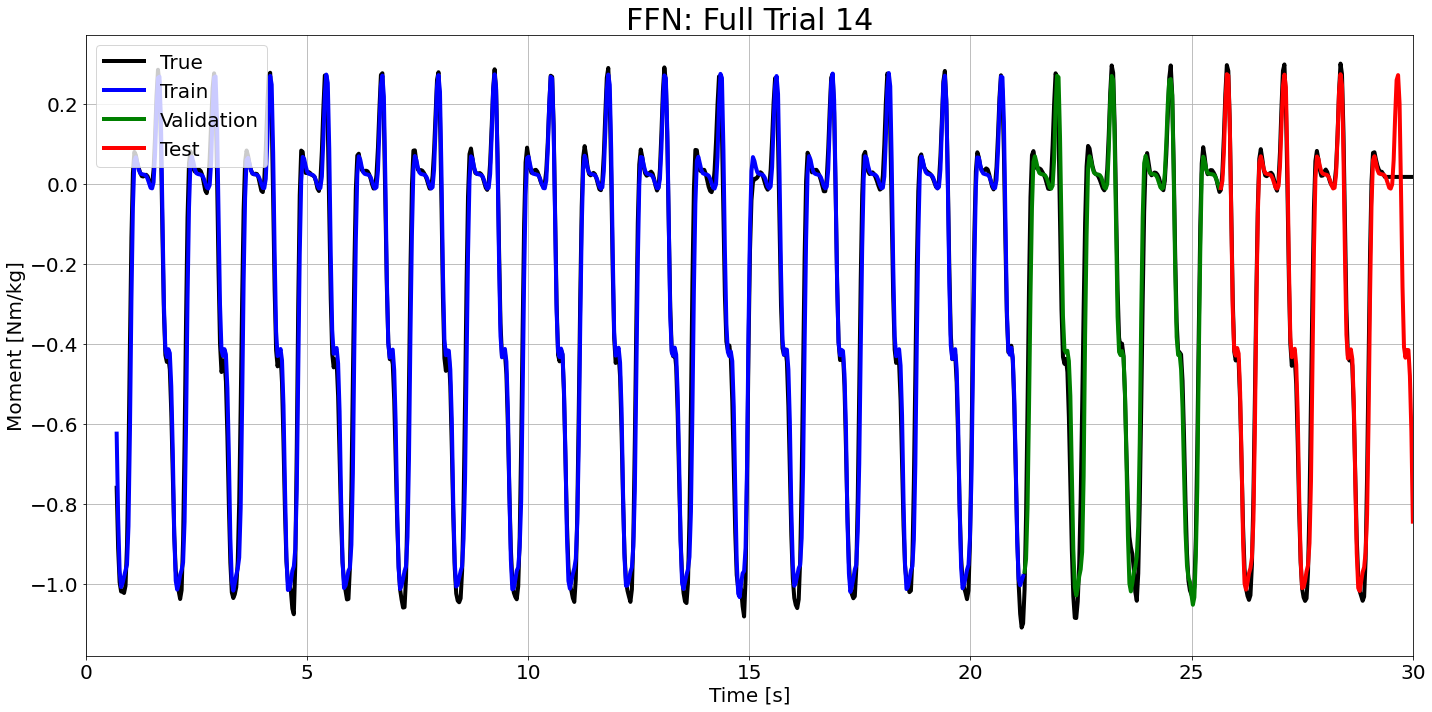 FFN: Full Trial 14
True
Train
Validation
Test
Moment [Nm/kg]
0.2
0.0
−0.2
−0.4
−0.6
−0.8
−1.0
0 5 10 15 20 25 30
Time [s]